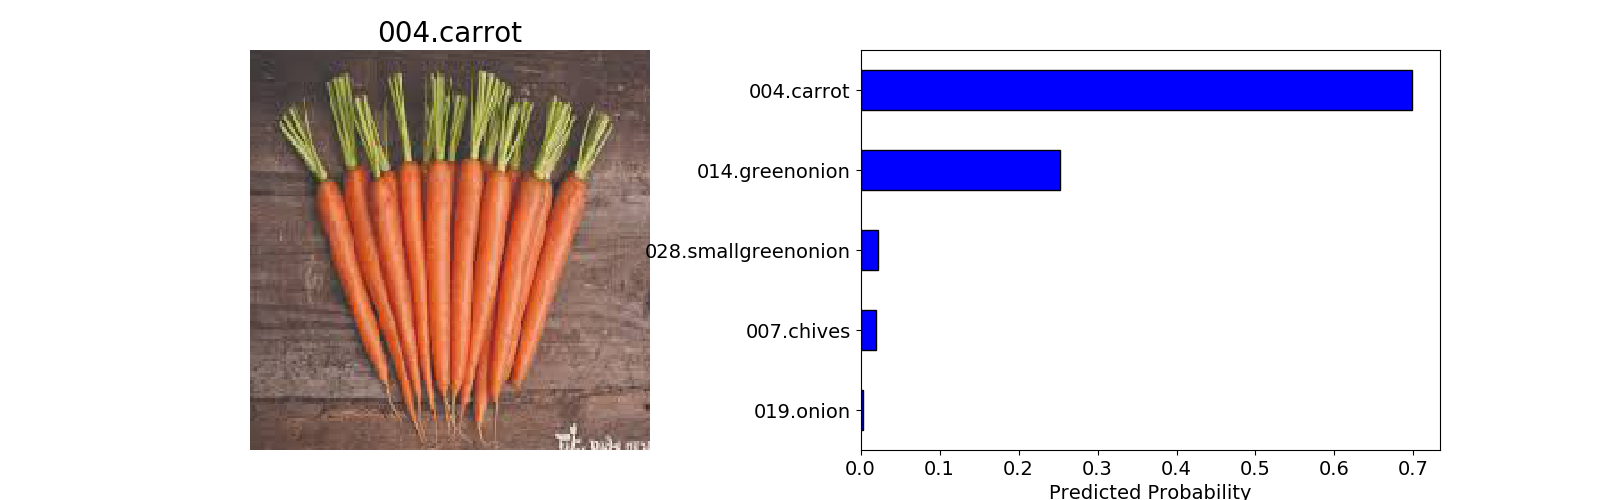 004.carrot
004.carrot
014.greenonion
028.smallgreenonion
007.chives
019.onion
0.0 0.1 0.2 0.3 0.4 0.5 0.6 0.7
Predicted Probability